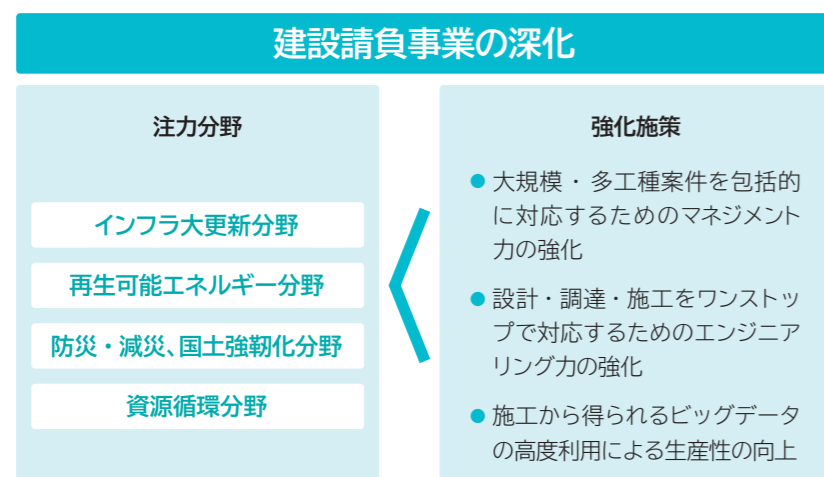 建設請負事業の深化
注力分野
インフラ大更新分野
再生可能エネルギー分野
防災・減災、国土強靭化分野
資源循環分野
強化施策
● 大規模・多工種案件を包括的
に対応するためのマネジメント
力の強化
● 設計・調達・施工をワンストッ
プで対応するためのエンジニア
リング力の強化
● 施工から得られるビッグデータ
の高度利用による生産性の向上